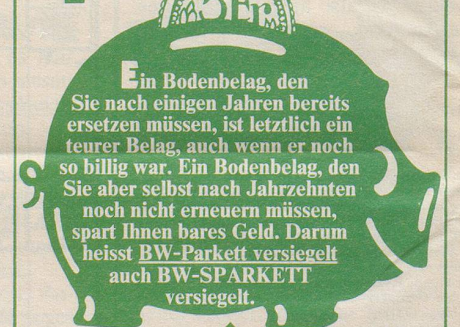 5Er
Ein Bodenbelag, den
Sie nach einigen Jahren bereits
ersetzen müssen, ist letztlich ein
teurer Belag, auch wenn er noch
so billig war. Ein Bodenbelag, den
Sie aber selbst nach Jahrzehnten
noch nicht erneuern müssen,
spart Ihnen bares Geld. Darum
heisst BW-Parkett versiegelt
auch BW-SPARKETT
versiegelt.